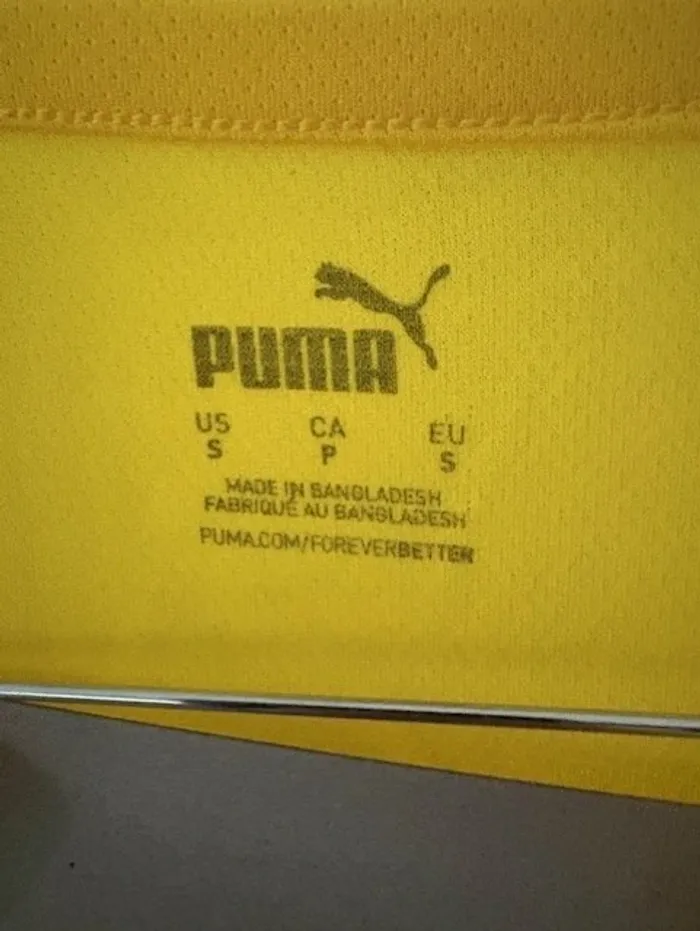 PUMA
US CA EU
S P S
MADE IN BANGLADESH
FABRIQUÉ AU BANGLADESH
PUMA.COM/FOREVERBETTER